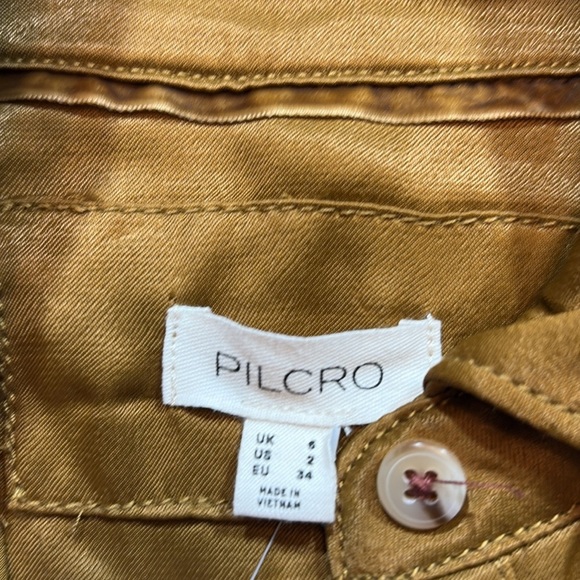 PILCRO
UK 6
US 2
EU 34
MADE IN
VIETNAM